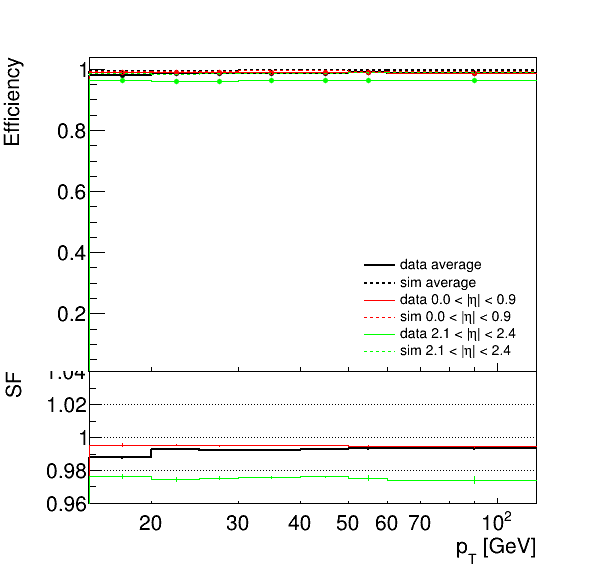 Efficiency
1
0.8
0.6
0.4
0.2
data average
sim average
data 0.0 < |η| < 0.9
sim 0.0 < |η| < 0.9
data 2.1 < |η| < 2.4
sim 2.1 < |η| < 2.4
SF
1.04
1.02
1
0.98
0.96
20 30 40 50 60 70 10²
p_T [GeV]